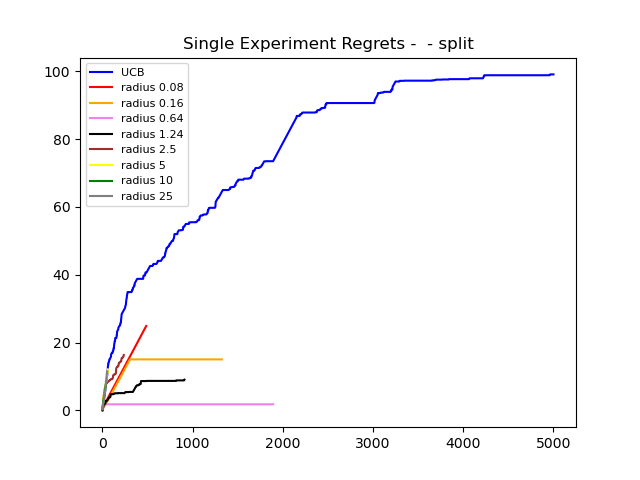 Single Experiment Regrets -  - split
100
80
60
40
20
0
UCB
radius 0.08
radius 0.16
radius 0.64
radius 1.24
radius 2.5
radius 5
radius 10
radius 25
0 1000 2000 3000 4000 5000